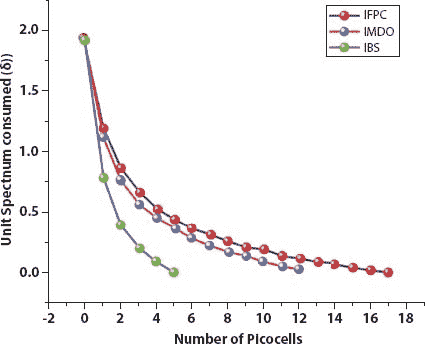 IFPC
IMDO
IBS
Unit Spectrum consumed (δ))
2.0
1.5
1.0
0.5
0.0
-2 0 2 4 6 8 10 12 14 16 18
Number of PIcocells